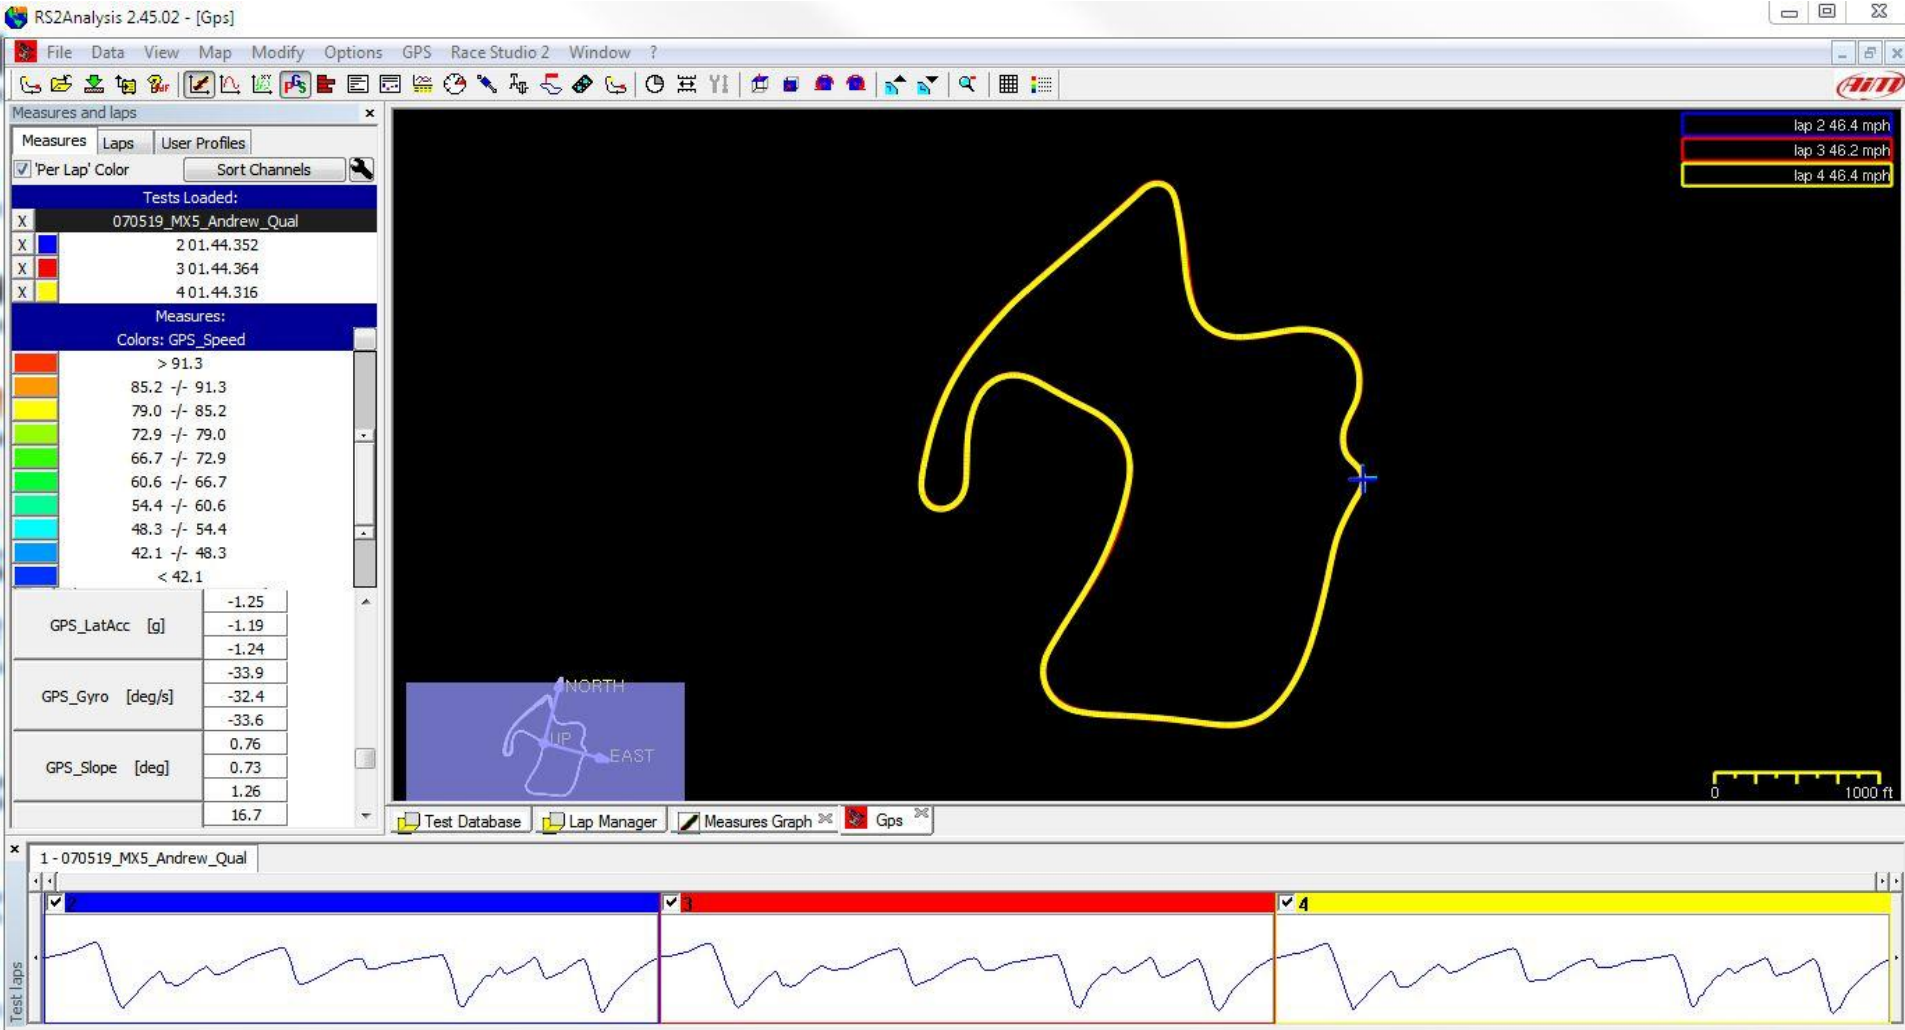 RS2Analysis 2.45.02 - [Gps]
File Data View Map Modify Options GPS Race Studio 2 Window ?
AiM
Measures and laps
Measures Laps User Profiles
'Per Lap' Color Sort Channels
Tests Loaded:
X 070519_MX5_Andrew_Qual
X 2 01.44.352
X 3 01.44.364
X 4 01.44.316
Measures:
Colors: GPS_Speed
> 91.3
85.2 -/- 91.3
79.0 -/- 85.2
72.9 -/- 79.0
66.7 -/- 72.9
60.6 -/- 66.7
54.4 -/- 60.6
48.3 -/- 54.4
42.1 -/- 48.3
< 42.1
GPS_LatAcc [g]
-1.25
-1.19
-1.24
GPS_Gyro [deg/s]
-33.9
-32.4
-33.6
GPS_Slope [deg]
0.76
0.73
1.26
16.7
lap 2 46.4 mph
lap 3 46.2 mph
lap 4 46.4 mph
NORTH
UP
EAST
0 1000 ft
Test Database Lap Manager Measures Graph Gps
1 - 070519_MX5_Andrew_Qual
2 3 4
Test laps